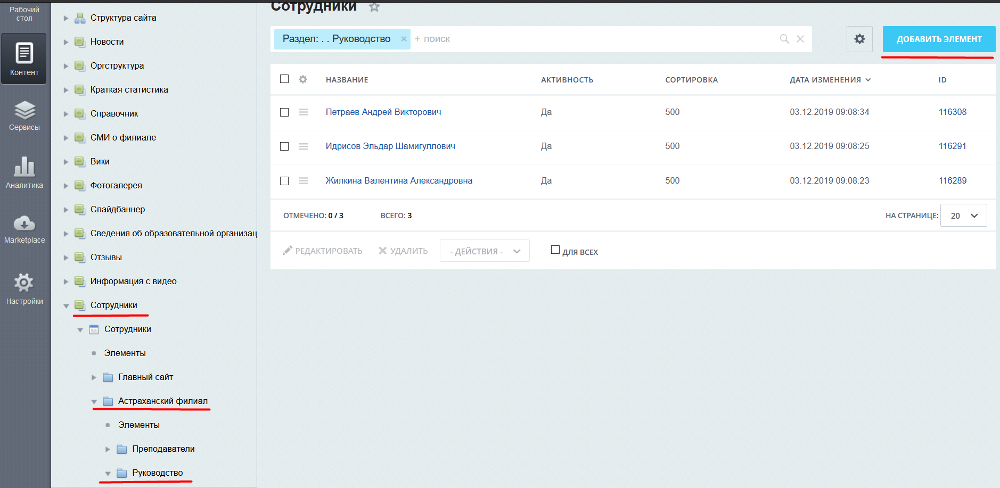 Рабочий
стол
Контент
Сервисы
Аналитика
Marketplace
Настройки
Структура сайта
Новости
Оргструктура
Краткая статистика
Справочник
СМИ о филиале
Вики
Фотогалерея
Слайдбаннер
Сведения об образовательной организац
Отзывы
Информация с видео
Сотрудники
Сотрудники
Элементы
Главный сайт
Астраханский филиал
Элементы
Преподаватели
Руководство
Сотрудники
Раздел: . . Руководство × + поиск
ДОБАВИТЬ ЭЛЕМЕНТ
НАЗВАНИЕ АКТИВНОСТЬ СОРТИРОВКА ДАТА ИЗМЕНЕНИЯ ID
Петраев Андрей Викторович Да 500 03.12.2019 09:08:34 116308
Идрисов Эльдар Шамигуллович Да 500 03.12.2019 09:08:25 116291
Жилкина Валентина Александровна Да 500 03.12.2019 09:08:23 116289
ОТМЕЧЕНО: 0 / 3 ВСЕГО: 3 НА СТРАНИЦЕ: 20
РЕДАКТИРОВАТЬ УДАЛИТЬ - ДЕЙСТВИЯ - ДЛЯ ВСЕХ